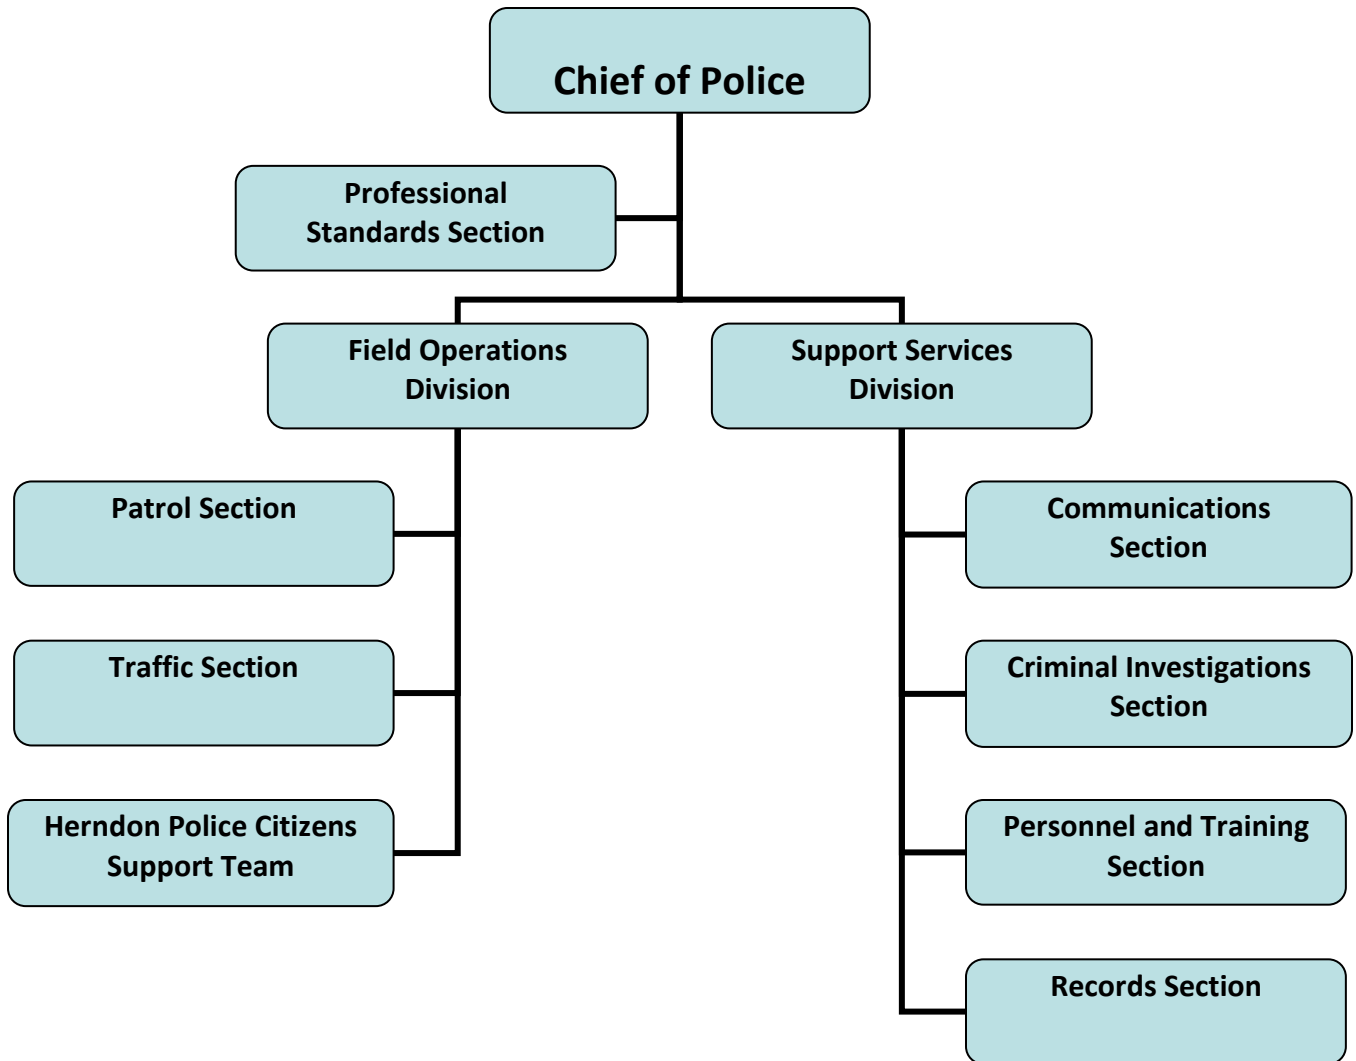 Chief of Police
Professional
Standards Section
Field Operations
Division
Support Services
Division
Patrol Section
Communications
Section
Traffic Section
Criminal Investigations
Section
Herndon Police Citizens
Support Team
Personnel and Training
Section
Records Section